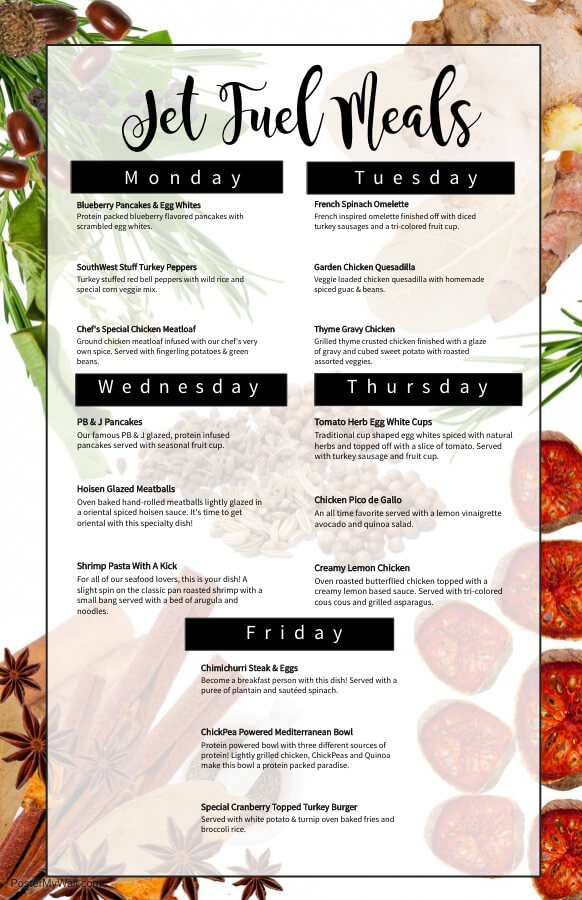 Jet Fuel Meals
Monday
Blueberry Pancakes & Egg Whites
Protein packed blueberry flavored pancakes with
scrambled egg whites.
SouthWest Stuff Turkey Peppers
Turkey stuffed red bell peppers with wild rice and
special corn veggie mix.
Chef's Special Chicken Meatloaf
Ground chicken meatloaf infused with our chef's very
own spice. Served with fingerling potatoes & green
beans.
Tuesday
French Spinach Omelette
French inspired omelette finished off with diced
turkey sausages and a tri-colored fruit cup.
Garden Chicken Quesadilla
Veggie loaded chicken quesadilla with homemade
spiced guac & beans.
Thyme Gravy Chicken
Grilled thyme crusted chicken finished with a glaze
of gravy and cubed sweet potato with roasted
assorted veggies.
Wednesday
PB & J Pancakes
Our famous PB & J glazed, protein infused
pancakes served with seasonal fruit cup.
Hoisen Glazed Meatballs
Oven baked hand-rolled meatballs lightly glazed in
a oriental spiced hoisen sauce. It's time to get
oriental with this specialty dish!
Shrimp Pasta With A Kick
For all of our seafood lovers, this is your dish! A
slight spin on the classic pan roasted shrimp with a
small bang served with a bed of arugula and
noodles.
Thursday
Tomato Herb Egg White Cups
Traditional cup shaped egg whites spiced with natural
herbs and topped off with a slice of tomato. Served
with turkey sausage and fruit cup.
Chicken Pico de Gallo
An all time favorite served with a lemon vinaigrette
avocado and quinoa salad.
Creamy Lemon Chicken
Oven roasted butterflied chicken topped with a
creamy lemon based sauce. Served with tri-colored
cous cous and grilled asparagus.
Friday
Chimichurri Steak & Eggs
Become a breakfast person with this dish! Served with a
puree of plantain and sautéed spinach.
ChickPea Powered Mediterranean Bowl
Protein powered bowl with three different sources of
protein! Lightly grilled chicken, ChickPeas and Quinoa
make this bowl a protein packed paradise.
Special Cranberry Topped Turkey Burger
Served with white potato & turnip oven baked fries and
broccoli rice.
PosterMyWall.com